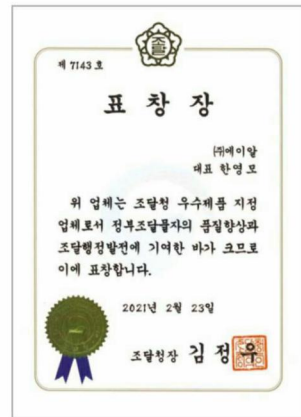 조달
제 7143 호
표 창 장
㈜에이알
대표 한영모
위 업체는 조달청 우수제품 지정
업체로서 정부조달물자의 품질향상과
조달행정발전에 기여한 바가 크므로
이에 표창합니다.
2021년 2월 23일
조달청장 김 정 우